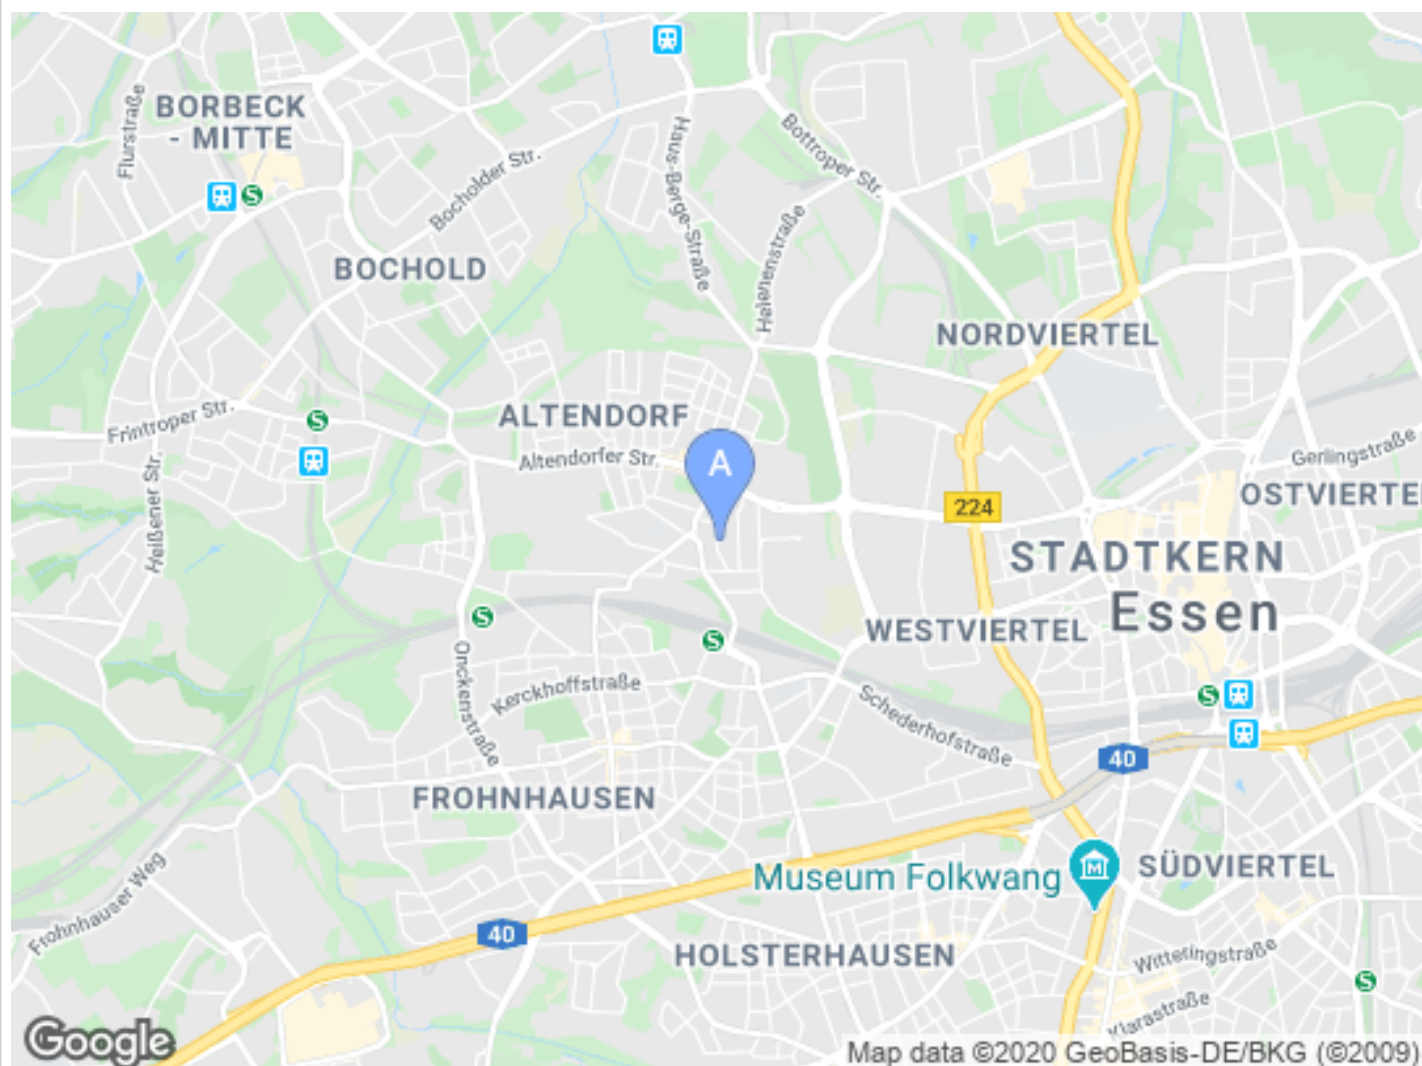 BORBECK
- MITTE
Flurstraße
Bocholder Str.
Haus-Berge-Straße
Bottroper Str.
Helenenstraße
BOCHOLD
NORDVIERTEL
Frintroper Str.
ALTENDORF
Altendorfer Str.
A
Heißener Str.
224
Gerlingstraße
OSTVIERTEL
STADTKERN
Essen
WESTVIERTEL
Onckenstraße
Kerckhoffstraße
Schederhofstraße
S
S
S
S
S
S
40
FROHNHAUSEN
Museum Folkwang
M
SÜDVIERTEL
Frohnhauser Weg
40
HOLSTERHAUSEN
Witteringstraße
Klarastraße
Google
Map data ©2020 GeoBasis-DE/BKG (©2009)